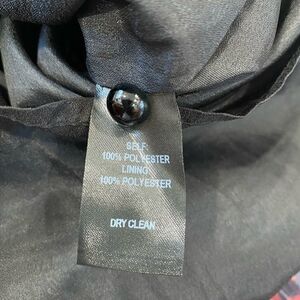 SELF:
100% POLYESTER
LINING:
100% POLYESTER
DRY CLEAN